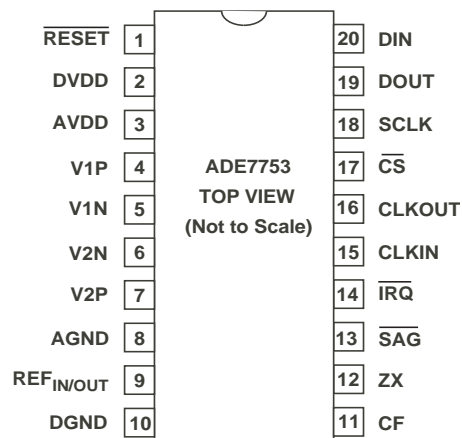 RESET 1
DVDD 2
AVDD 3
V1P 4
V1N 5
V2N 6
V2P 7
AGND 8
REFIN/OUT 9
DGND 10
ADE7753
TOP VIEW
(Not to Scale)
20 DIN
19 DOUT
18 SCLK
17 CS
16 CLKOUT
15 CLKIN
14 IRQ
13 SAG
12 ZX
11 CF